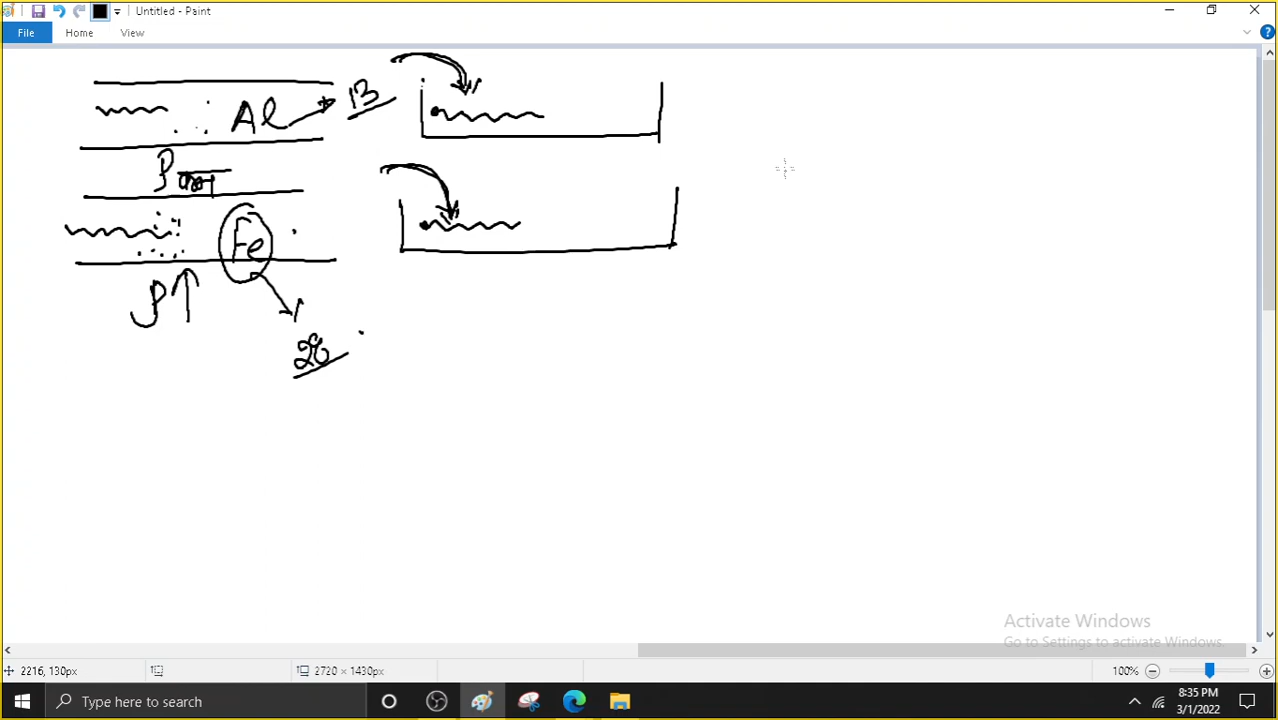 Untitled - Paint
File Home View
Al 13
ρ
Fe
ρ↑
26
Activate Windows
Go to Settings to activate Windows.
2216, 130px
2720 × 1430px
100%
Type here to search
8:35 PM
3/1/2022